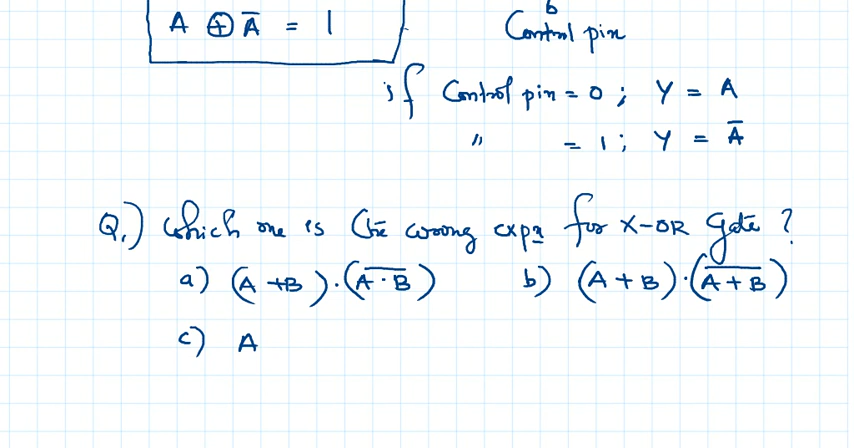 A ⊕ A̅ = 1
b
Control pin
if Control pin = 0 ; Y = A
" = 1 ; Y = A̅
Q.) Which one is the wrong expn for X-OR Gate ?
a) (A + B) . (A̅ ̅·̅ ̅B̅) b) (A + B) . (A̅ ̅+̅ ̅B̅)
c) A